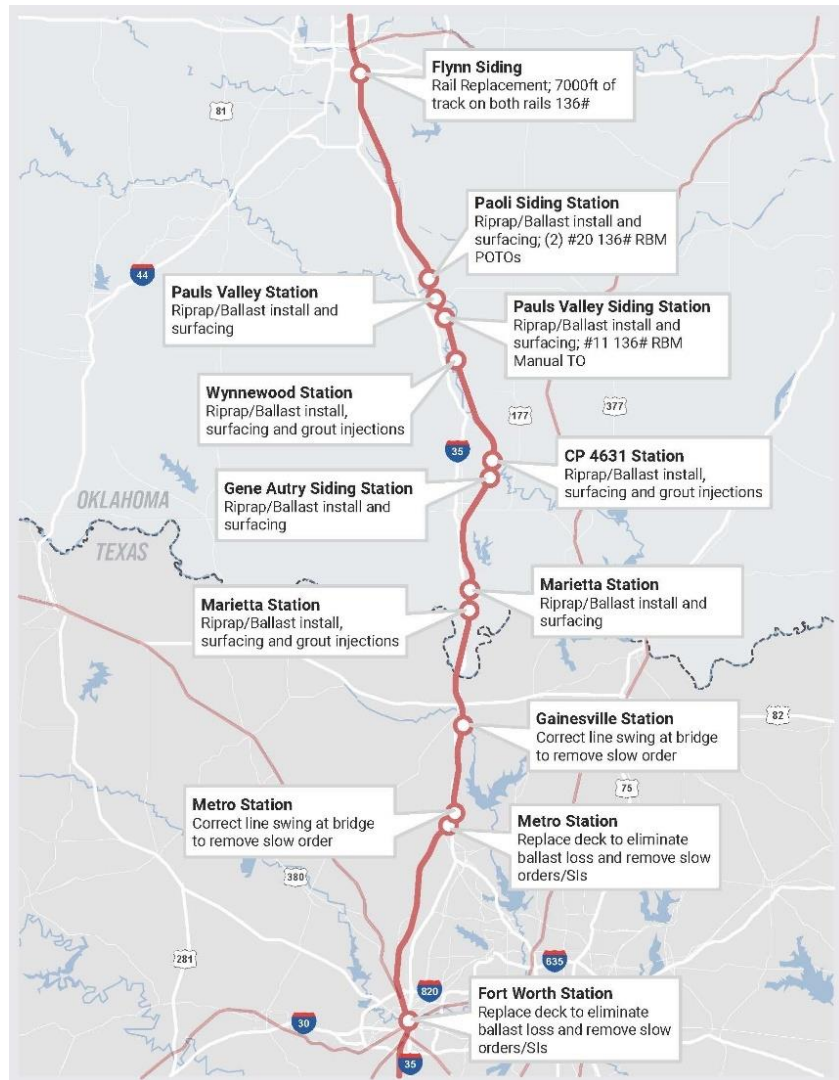 Flynn Siding
Rail Replacement; 7000ft of
track on both rails 136#
81
Paoli Siding Station
Riprap/Ballast install and
surfacing; (2) #20 136# RBM
POTOs
44
Pauls Valley Station
Riprap/Ballast install and
surfacing
Pauls Valley Siding Station
Riprap/Ballast install and
surfacing; #11 136# RBM
Manual TO
Wynnewood Station
Riprap/Ballast install,
surfacing and grout injections
177
377
35
CP 4631 Station
Riprap/Ballast install,
surfacing and grout injections
Gene Autry Siding Station
Riprap/Ballast install and
surfacing
OKLAHOMA
TEXAS
Marietta Station
Riprap/Ballast install and
surfacing
Marietta Station
Riprap/Ballast install,
surfacing and grout injections
Gainesville Station
Correct line swing at bridge
to remove slow order
82
75
Metro Station
Correct line swing at bridge
to remove slow order
Metro Station
Replace deck to eliminate
ballast loss and remove slow
orders/SIs
380
281
635
820
30
Fort Worth Station
Replace deck to eliminate
ballast loss and remove slow
orders/SIs
35